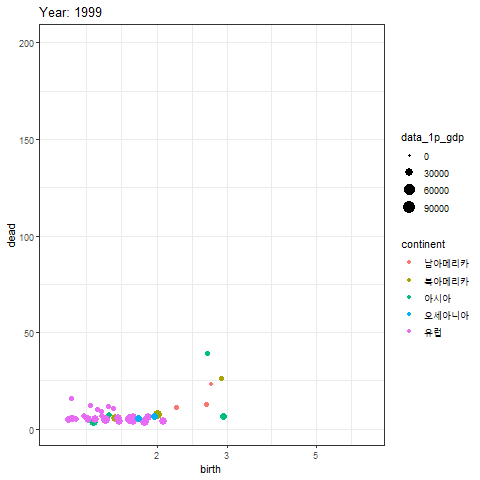 Year: 1999
200
150
100
50
0
dead
2
3
5
birth
data_1p_gdp
0
30000
60000
90000
continent
남아메리카
북아메리카
아시아
오세아니아
유럽